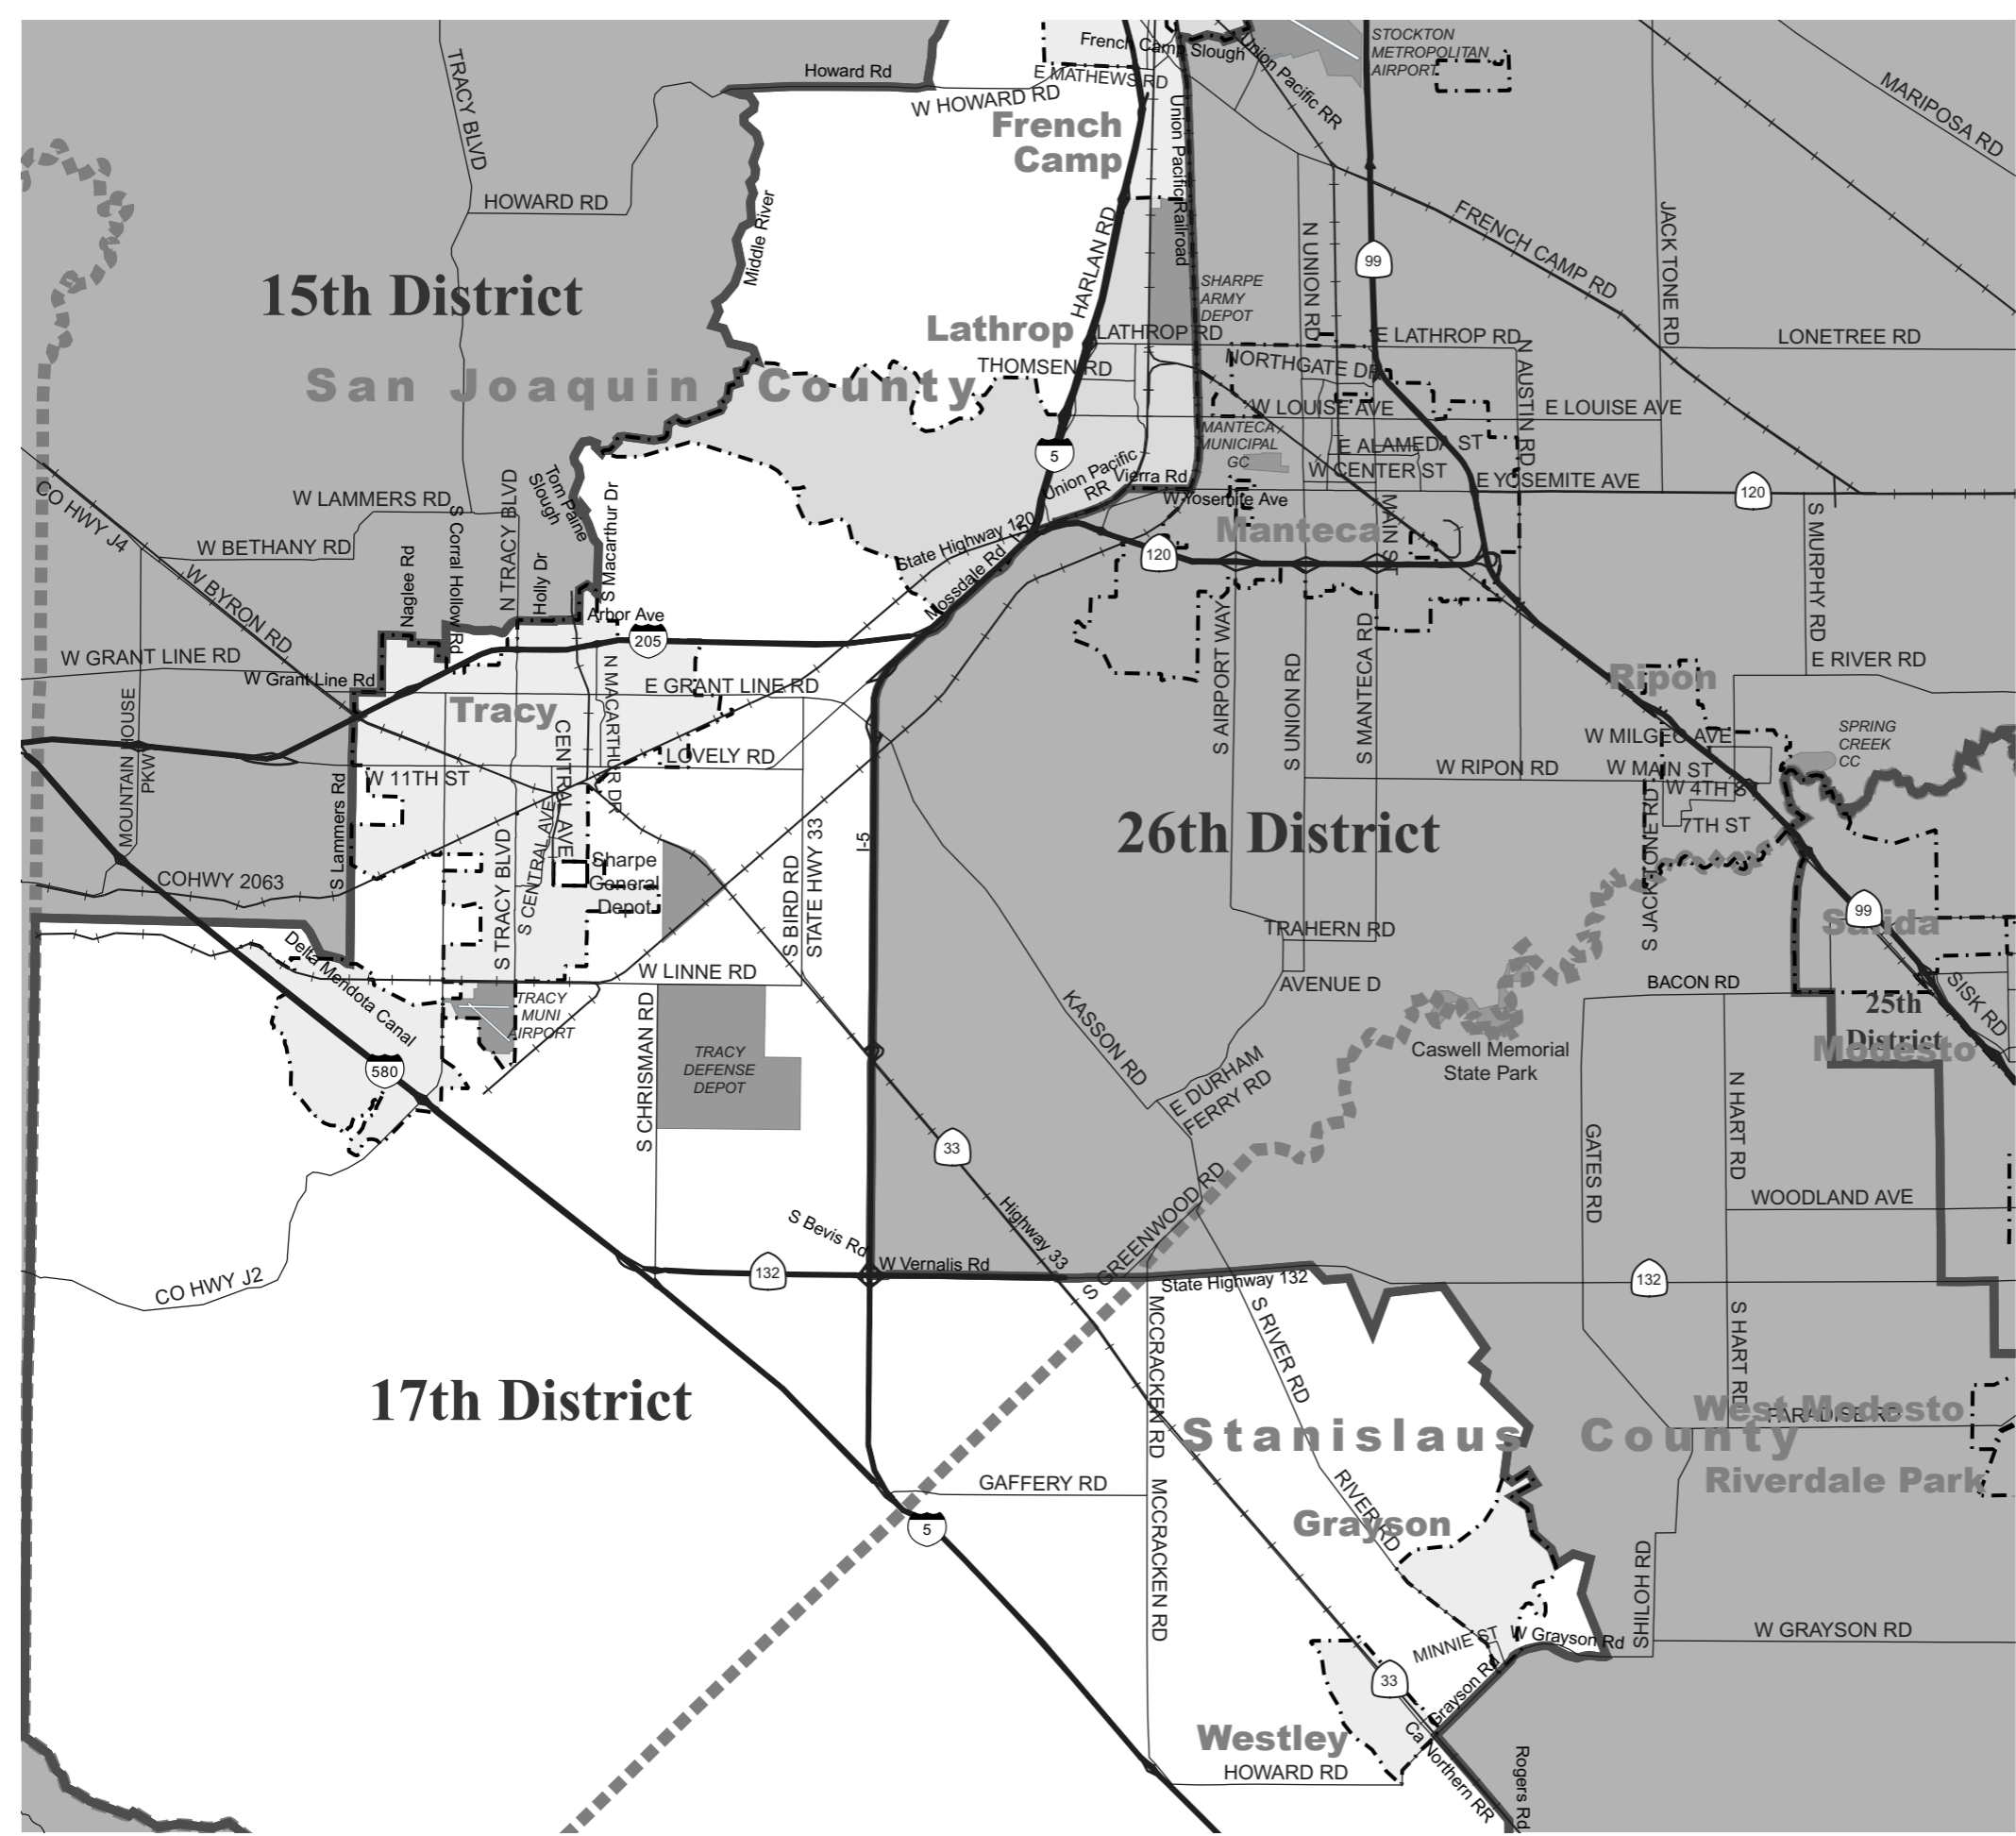 STOCKTON
METROPOLITAN
AIRPORT
French Camp Slough
Union Pacific RR
E MATHEWS RD
Howard Rd
W HOWARD RD
TRACY BLVD
MARIPOSA RD
French
Camp
Union Pacific Railroad
HOWARD RD
Middle River
HARLAN RD
N UNION RD
99
FRENCH CAMP RD
JACK TONE RD
15th District
SHARPE
ARMY
DEPOT
Lathrop
LATHROP RD
E LATHROP RD
LONETREE RD
THOMSEN RD
NORTHGATE DR
N AUSTIN RD
San Joaquin County
W LOUISE AVE
E LOUISE AVE
MANTECA
MUNICIPAL
GC
E ALAMEDA ST
W CENTER ST
5
Union Pacific
RR
Vierra Rd
E YOSEMITE AVE
120
W Yosemite Ave
CO HWY J4
W LAMMERS RD
S Corral Hollow Rd
N TRACY BLVD
Tom Paine
Slough
S Macarthur Dr
State Highway 120
I-5
Manteca
MAIN ST
S MURPHY RD
W BETHANY RD
Naglee Rd
Holly Dr
120
W BYRON RD
Mossdale Rd
Arbor Ave
205
W GRANT LINE RD
W Grant Line Rd
N MACARTHUR DR
E GRANT LINE RD
S AIRPORT WAY
S UNION RD
S MANTECA RD
E RIVER RD
Ripon
Tracy
MOUNTAIN HOUSE
PKWY
CENTRAL AVE
LOVELY RD
W MILGEO AVE
SPRING
CREEK
CC
W 11TH ST
W RIPON RD
W MAIN ST
W 4TH S
7TH ST
S Lammers Rd
S TRACY BLVD
S CENTRAL AVE
26th District
S JACK TONE RD
I-5
Sharpe
General
Depot
COHWY 2063
S BIRD RD
STATE HWY 33
99
Salida
TRAHERN RD
Delta Mendota Canal
W LINNE RD
AVENUE D
BACON RD
SISK RD
TRACY
MUNI
AIRPORT
S CHRISMAN RD
KASSON RD
25th
District
Modesto
TRACY
DEFENSE
DEPOT
Caswell Memorial
State Park
580
E DURHAM
FERRY RD
N HART RD
GATES RD
33
S GREENWOOD RD
WOODLAND AVE
Highway 33
S Bevis Rd
W Vernalis Rd
132
State Highway 132
132
CO HWY J2
MCCRACKEN RD
S RIVER RD
S HART RD
17th District
West Modesto
PARADISE RD
Stanislaus County
Riverdale Park
GAFFERY RD
MCCRACKEN RD
RIVER RD
Grayson
5
SHILOH RD
MINNIE ST
W Grayson Rd
W GRAYSON RD
33
Grayson Rd
Westley
HOWARD RD
Ca Northern RR
Rogers Rd